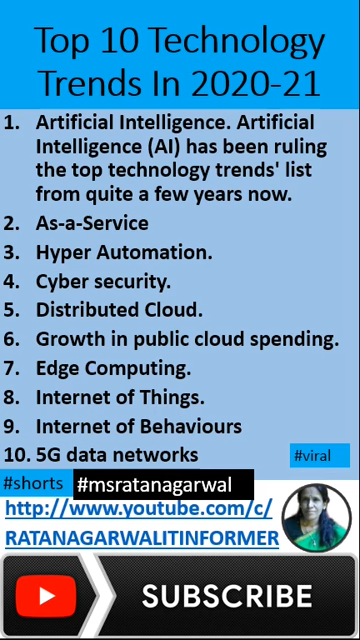 Top 10 Technology
Trends In 2020-21
1. Artificial Intelligence. Artificial
Intelligence (AI) has been ruling
the top technology trends' list
from quite a few years now.
2. As-a-Service
3. Hyper Automation.
4. Cyber security.
5. Distributed Cloud.
6. Growth in public cloud spending.
7. Edge Computing.
8. Internet of Things.
9. Internet of Behaviours
10. 5G data networks
#viral
#shorts #msratanagarwal
http://www.youtube.com/c/
RATANAGARWALITINFORMER
SUBSCRIBE